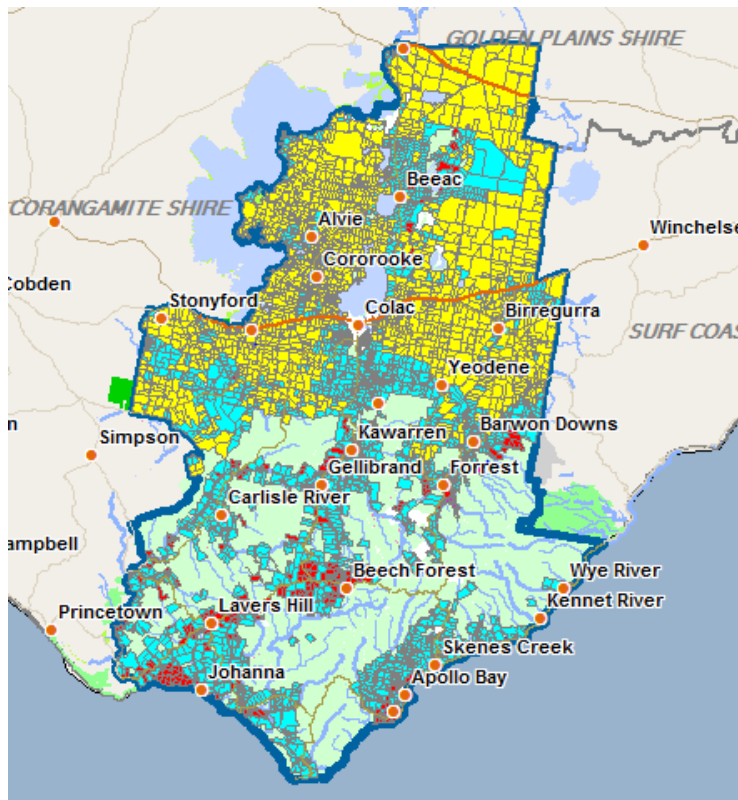 GOLDEN PLAINS SHIRE
Beeac
CORANGAMITE SHIRE
Alvie
Winchelse
Cororooke
Cobden
Stonyford
Colac
Birregurra
SURF COAS
Yeodene
n
Simpson
Kawarren
Barwon Downs
Gellibrand
Forrest
Carlisle River
ampbell
Beech Forest
Wye River
Princetown
Lavers Hill
Kennet River
Skenes Creek
Johanna
Apollo Bay